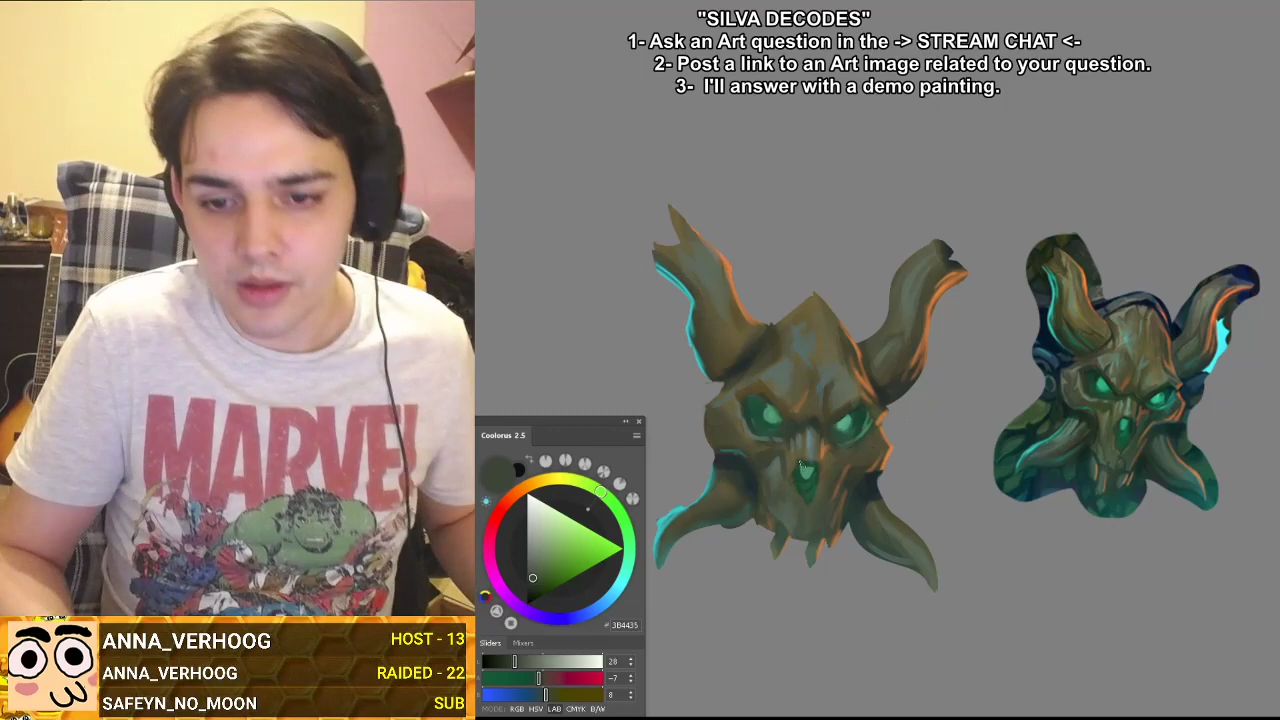 "SILVA DECODES"
1- Ask an Art question in the -> STREAM CHAT <-
2- Post a link to an Art image related to your question.
3- I'll answer with a demo painting.
MARVEL
Coolorus 2.5
# 3B4435
Sliders Mixers
L 28
A -7
B 8
MODE: RGB HSV LAB CMYK B/W
ANNA_VERHOOG HOST - 13
ANNA_VERHOOG RAIDED - 22
SAFEYN_NO_MOON SUB